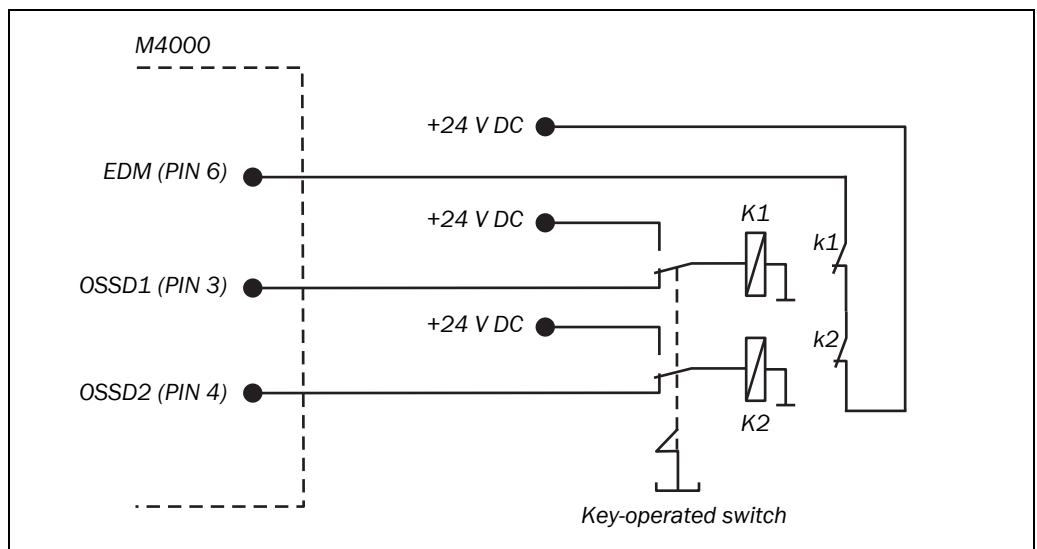 M4000
+24 V DC
EDM (PIN 6)
+24 V DC
K1
k1
OSSD1 (PIN 3)
+24 V DC
k2
OSSD2 (PIN 4)
K2
Key-operated switch